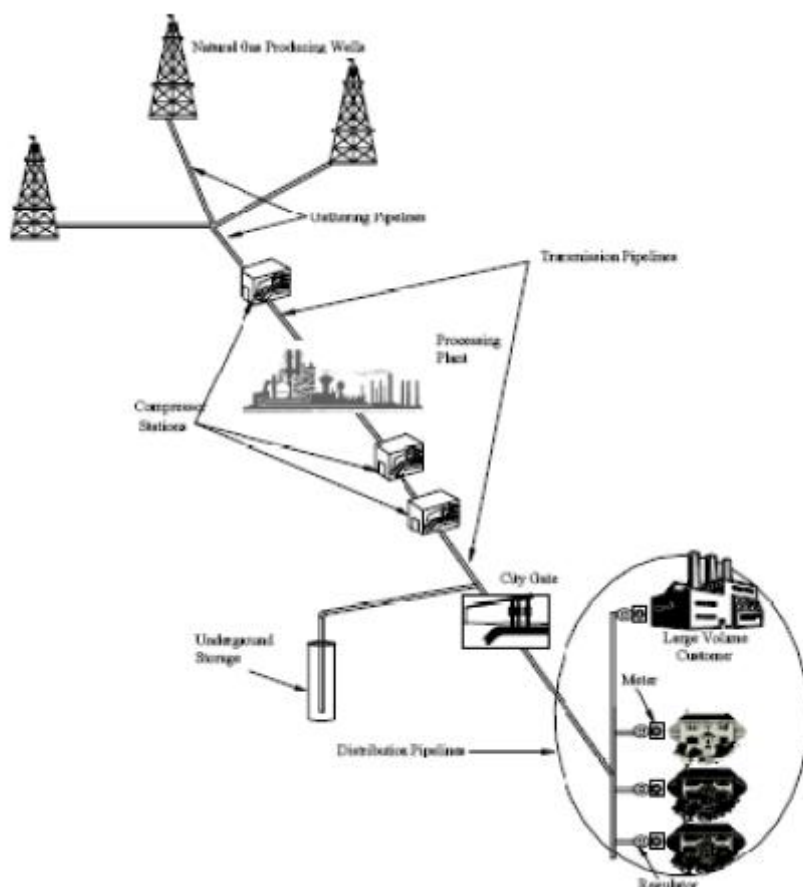 Natural Gas Producing Wells
Gathering Pipelines
Transmission Pipelines
Processing
Plant
Compressor
Stations
City Gate
Large Volume
Customer
Underground
Storage
Meter
Distribution Pipelines
Regulator